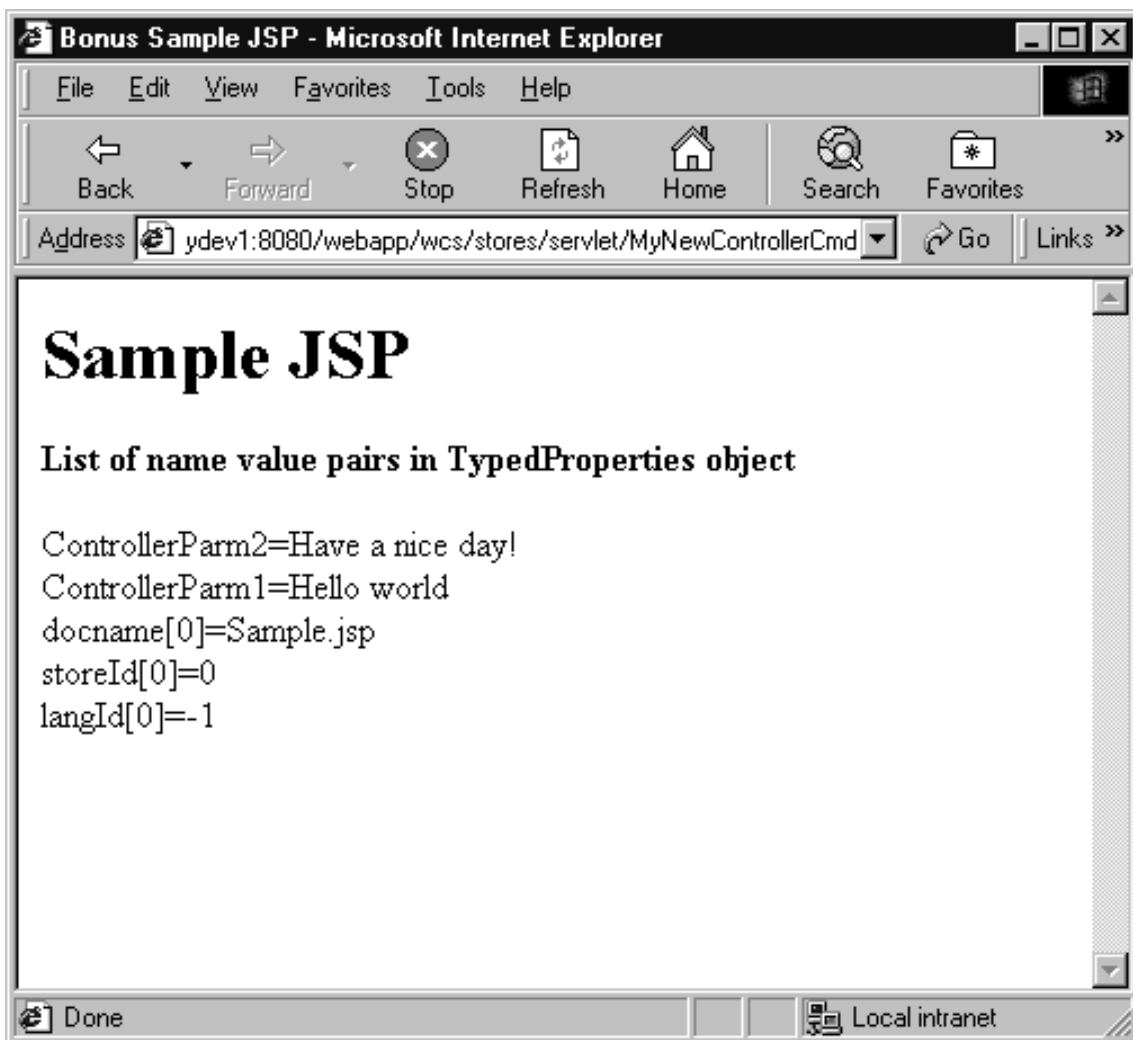 Bonus Sample JSP - Microsoft Internet Explorer
File Edit View Favorites Tools Help
Back Forward Stop Refresh Home Search Favorites »
Address ydev1:8080/webapp/wcs/stores/servlet/MyNewControllerCmd Go Links »
Sample JSP
List of name value pairs in TypedProperties object
ControllerParm2=Have a nice day!
ControllerParm1=Hello world
docname[0]=Sample.jsp
storeId[0]=0
langId[0]=-1
Done Local intranet